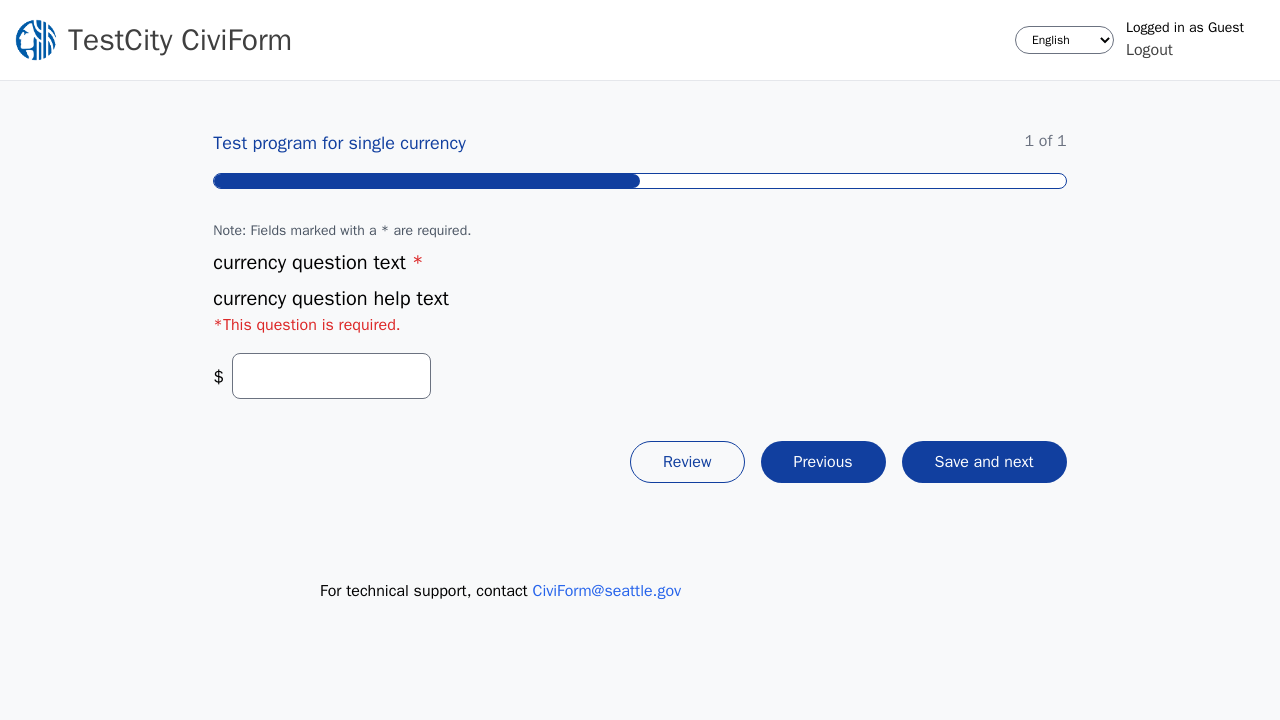 TestCity CiviForm
English
Logged in as Guest
Logout
Test program for single currency
1 of 1
Note: Fields marked with a * are required.
currency question text *
currency question help text
*This question is required.
$
Review
Previous
Save and next
For technical support, contact CiviForm@seattle.gov